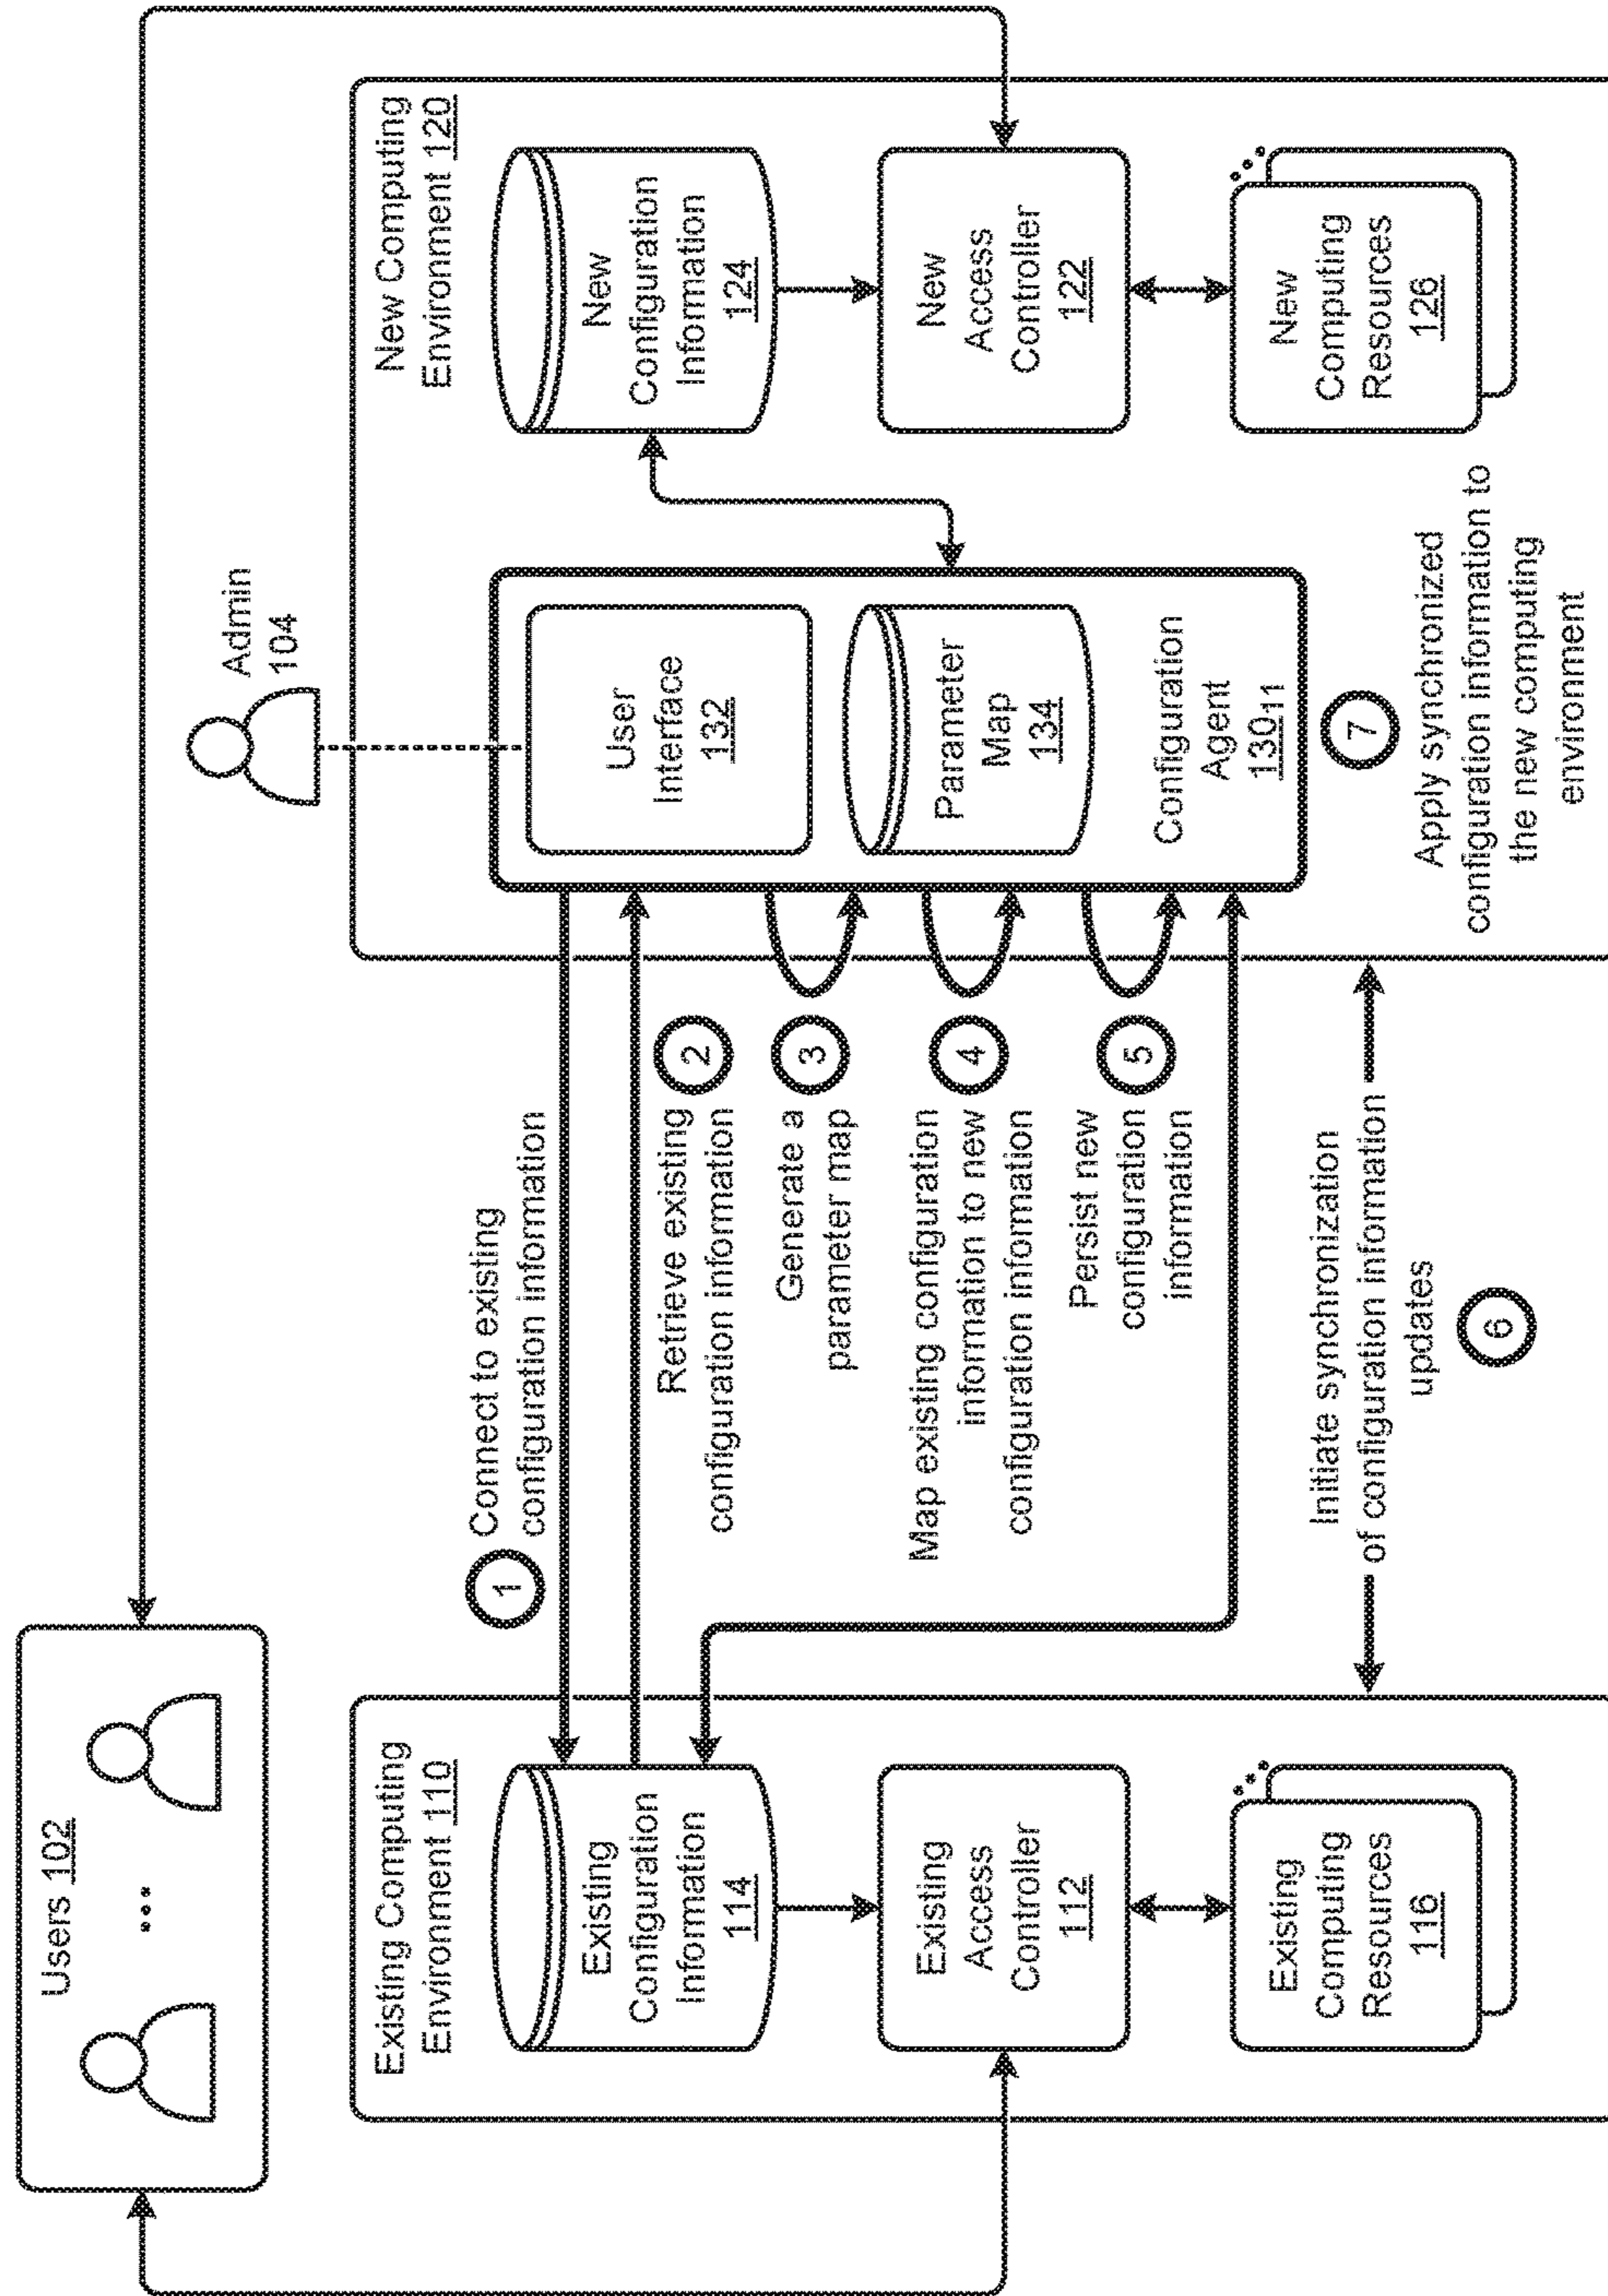 Users 102
...
Admin
104
Existing Computing
Environment 110
Existing
Configuration
Information
114
Existing
Access
Controller
112
Existing
Computing
Resources
116
1
Connect to existing
configuration information
2
Retrieve existing
configuration information
3
Generate a
parameter map
4
Map existing configuration
information to new
configuration information
5
Persist new
configuration
information
Initiate synchronization
of configuration information
updates
6
New Computing
Environment 120
User
Interface
132
Parameter
Map
134
Configuration
Agent
130₁₁
7
Apply synchronized
configuration information to
the new computing
environment
New
Configuration
Information
124
New
Access
Controller
122
New
Computing
Resources
126